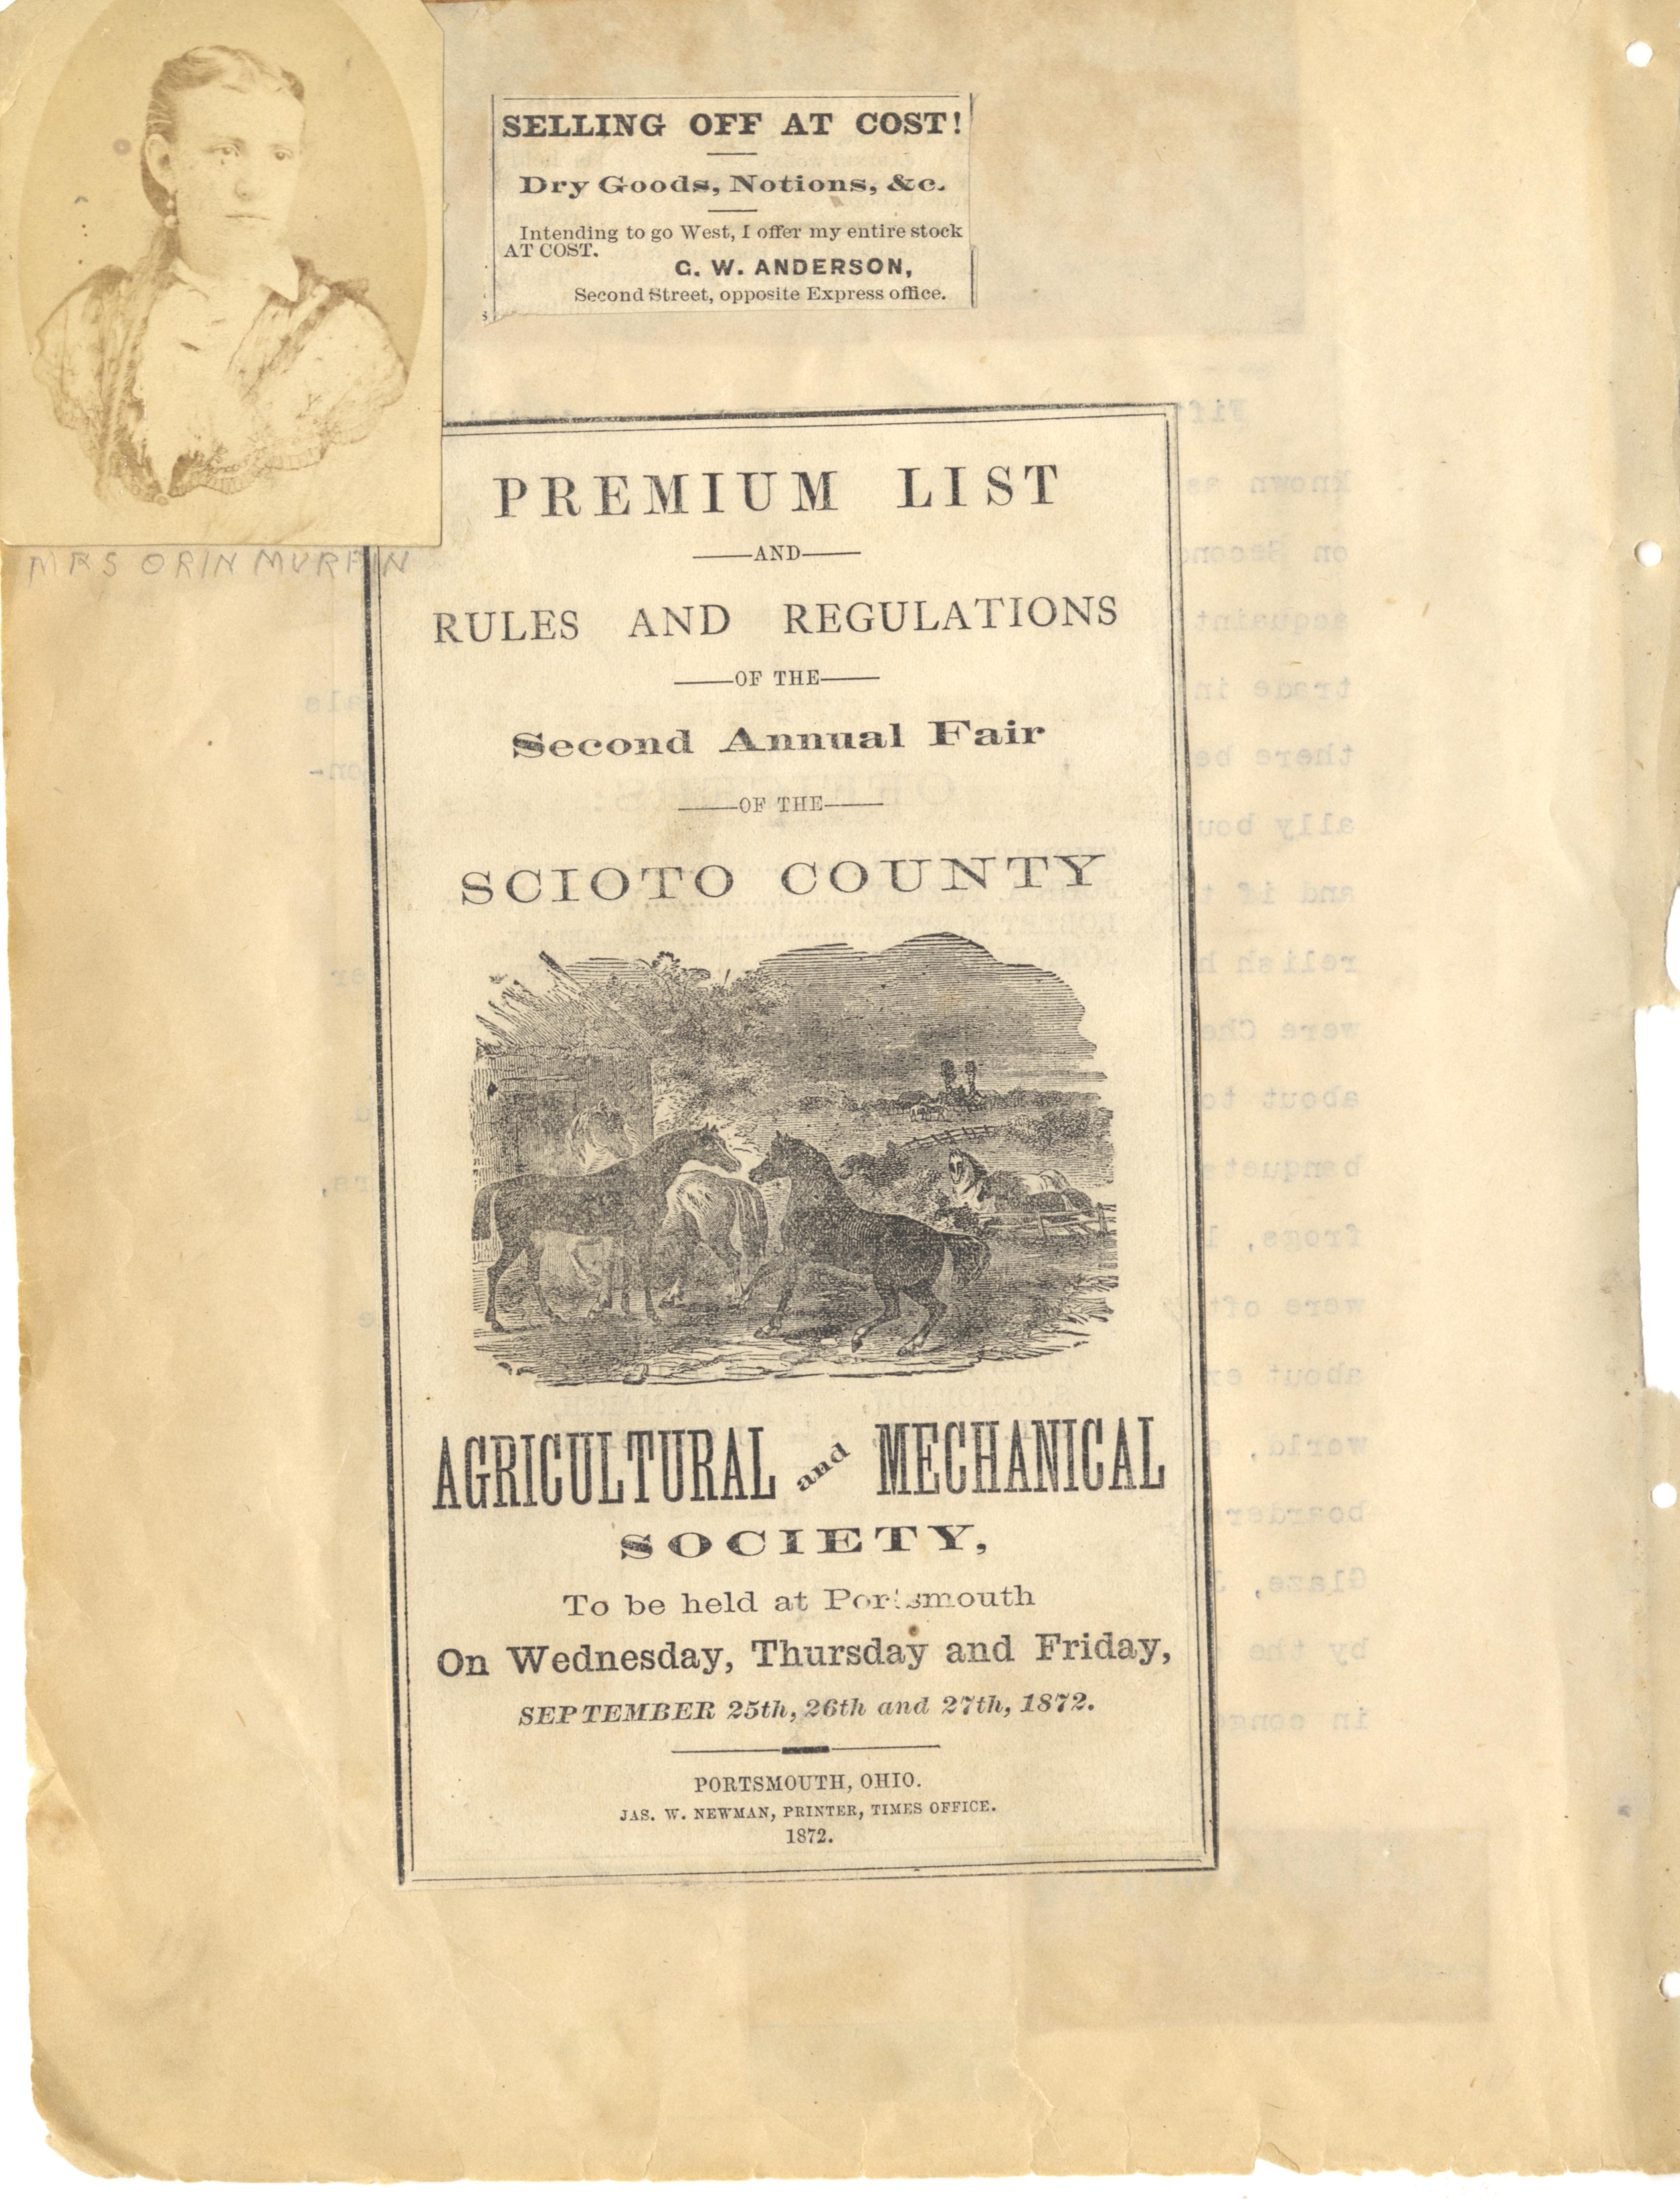 SELLING OFF AT COST!
Dry Goods, Notions, &c.
Intending to go West, I offer my entire stock
AT COST.
G. W. ANDERSON,
Second Street, opposite Express office.
MRS ORIN MURFIN
PREMIUM LIST
AND
RULES AND REGULATIONS
OF THE
Second Annual Fair
OF THE
SCIOTO COUNTY
AGRICULTURAL and MECHANICAL
SOCIETY,
To be held at Portsmouth
On Wednesday, Thursday and Friday,
SEPTEMBER 25th, 26th and 27th, 1872.
PORTSMOUTH, OHIO.
JAS. W. NEWMAN, PRINTER, TIMES OFFICE.
1872.